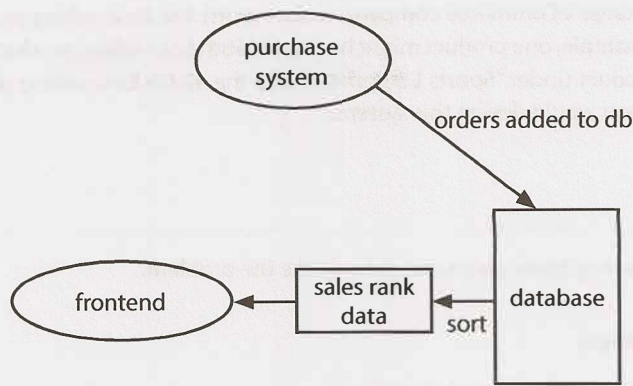 purchase
system
orders added to db
database
sort
sales rank
data
frontend